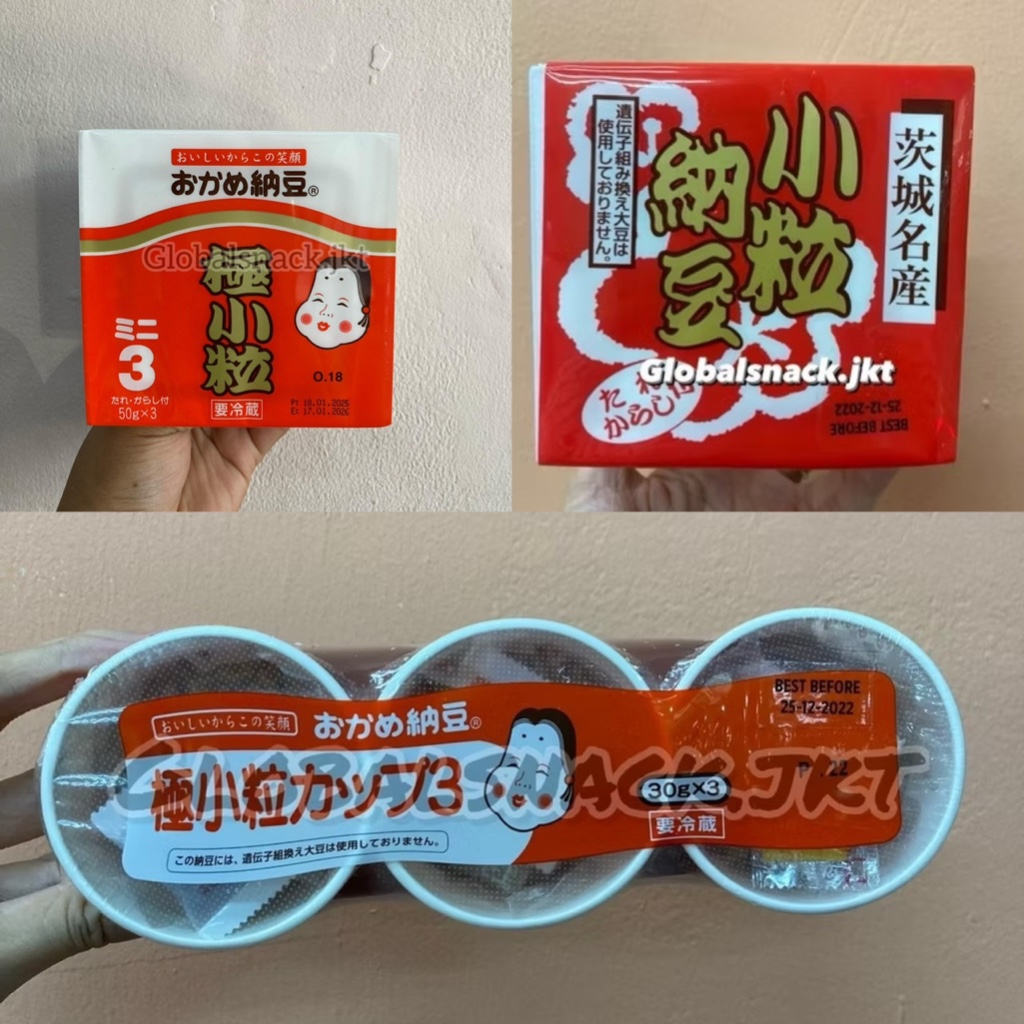 おいしいからこの笑顔
おかめ納豆®
Globalsnack.jkt
極小粒
ミニ
3
たれ・からし付
50g×3
要冷蔵
O.18
P: 18.01.2025
E: 17.01.2026
遺伝子組み換え大豆は
使用しておりません。
小粒
納豆
茨城名産
Globalsnack.jkt
からし
BEST BEFORE
25-12-2022
おいしいからこの笑顔
おかめ納豆®
極小粒カップ3
GLOBALSNACK.JKT
この納豆には、遺伝子組換え大豆は使用しておりません。
30g×3
要冷蔵
BEST BEFORE
25-12-2022